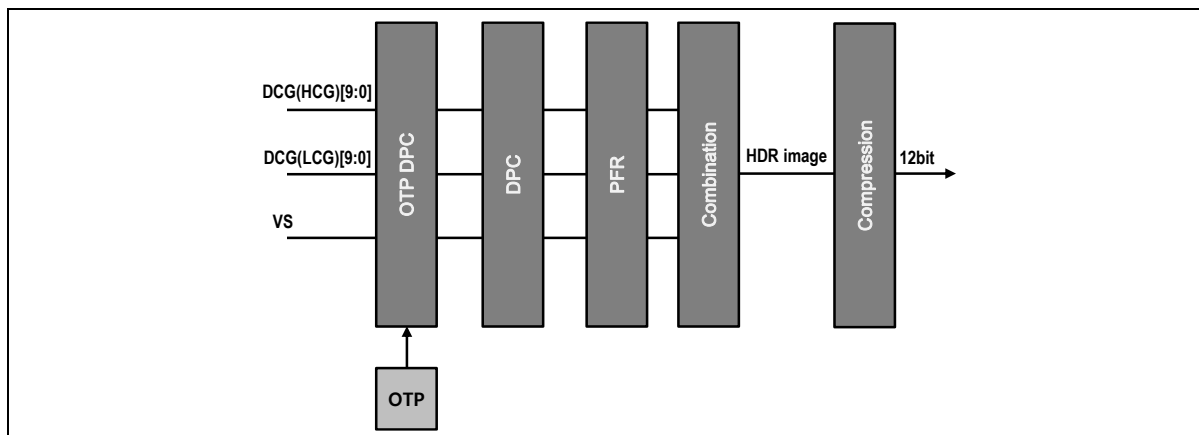 DCG(HCG)[9:0]
DCG(LCG)[9:0]
VS
OTP DPC
DPC
PFR
Combination
HDR image
Compression
12bit
OTP